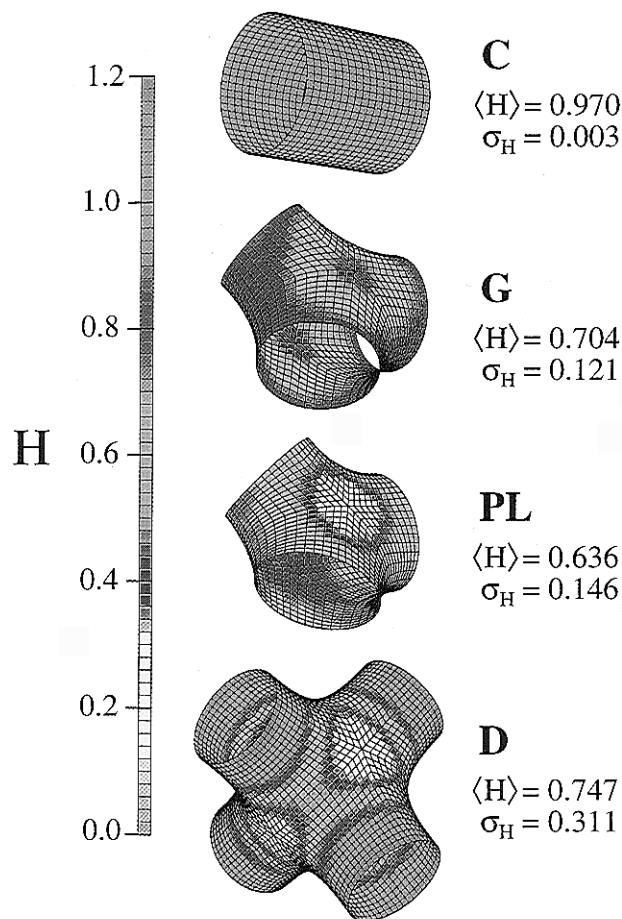 H
1.2
1.0
0.8
0.6
0.4
0.2
0.0
C
⟨H⟩ = 0.970
σH = 0.003
G
⟨H⟩ = 0.704
σH = 0.121
PL
⟨H⟩ = 0.636
σH = 0.146
D
⟨H⟩ = 0.747
σH = 0.311